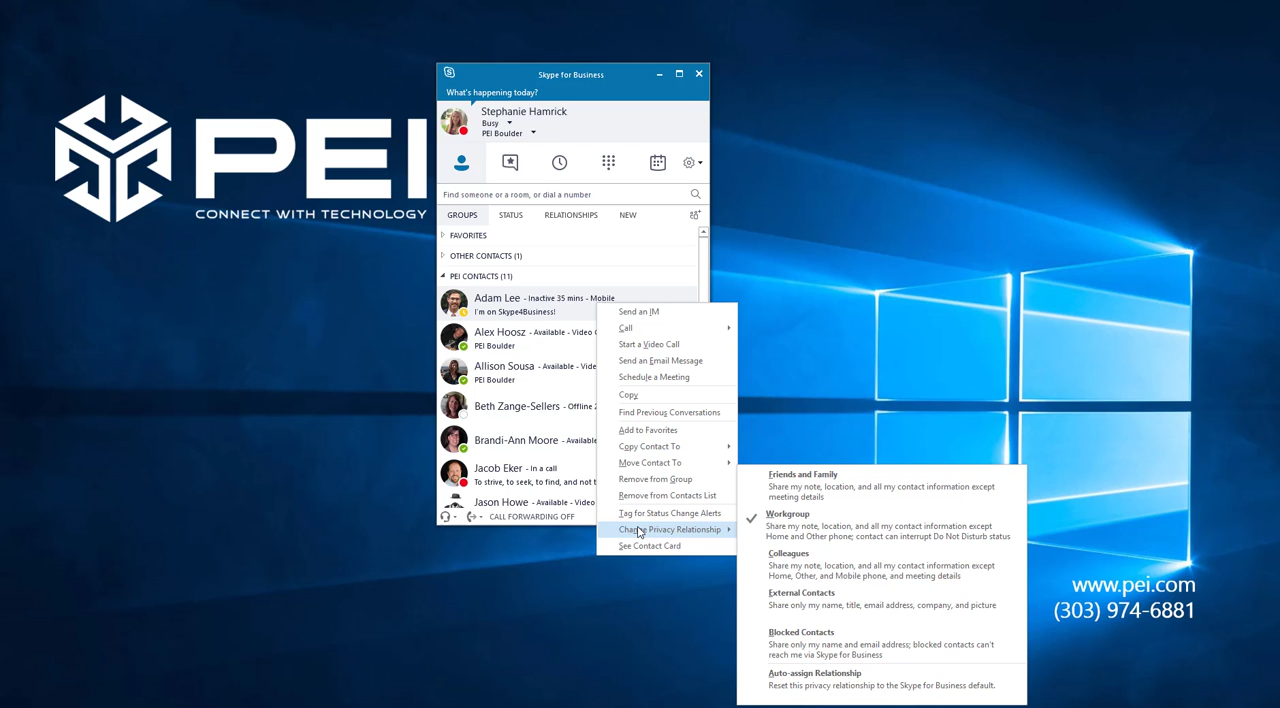 PEI
CONNECT WITH TECHNOLOGY
Skype for Business
What's happening today?
Stephanie Hamrick
Busy
PEI Boulder
Find someone or a room, or dial a number
GROUPS STATUS RELATIONSHIPS NEW
FAVORITES
OTHER CONTACTS (1)
PEI CONTACTS (11)
Adam Lee - Inactive 35 mins - Mobile
I'm on Skype4Business!
Alex Hoosz - Available - Video
PEI Boulder
Allison Sousa - Available - Vide
PEI Boulder
Beth Zange-Sellers - Offline 2
Brandi-Ann Moore - Available
Jacob Eker - In a call
To strive, to seek, to find, and not
Jason Howe - Available - Video
CALL FORWARDING OFF
Send an IM
Call
Start a Video Call
Send an Email Message
Schedule a Meeting
Copy
Find Previous Conversations
Add to Favorites
Copy Contact To
Move Contact To
Remove from Group
Remove from Contacts List
Tag for Status Change Alerts
Change Privacy Relationship
See Contact Card
Friends and Family
Share my note, location, and all my contact information except
meeting details
Workgroup
Share my note, location, and all my contact information except
Home and Other phone; contact can interrupt Do Not Disturb status
Colleagues
Share my note, location, and all my contact information except
Home, Other, and Mobile phone, and meeting details
External Contacts
Share only my name, title, email address, company, and picture
Blocked Contacts
Share only my name and email address; blocked contacts can't
reach me via Skype for Business
Auto-assign Relationship
Reset this privacy relationship to the Skype for Business default.
www.pei.com
(303) 974-6881